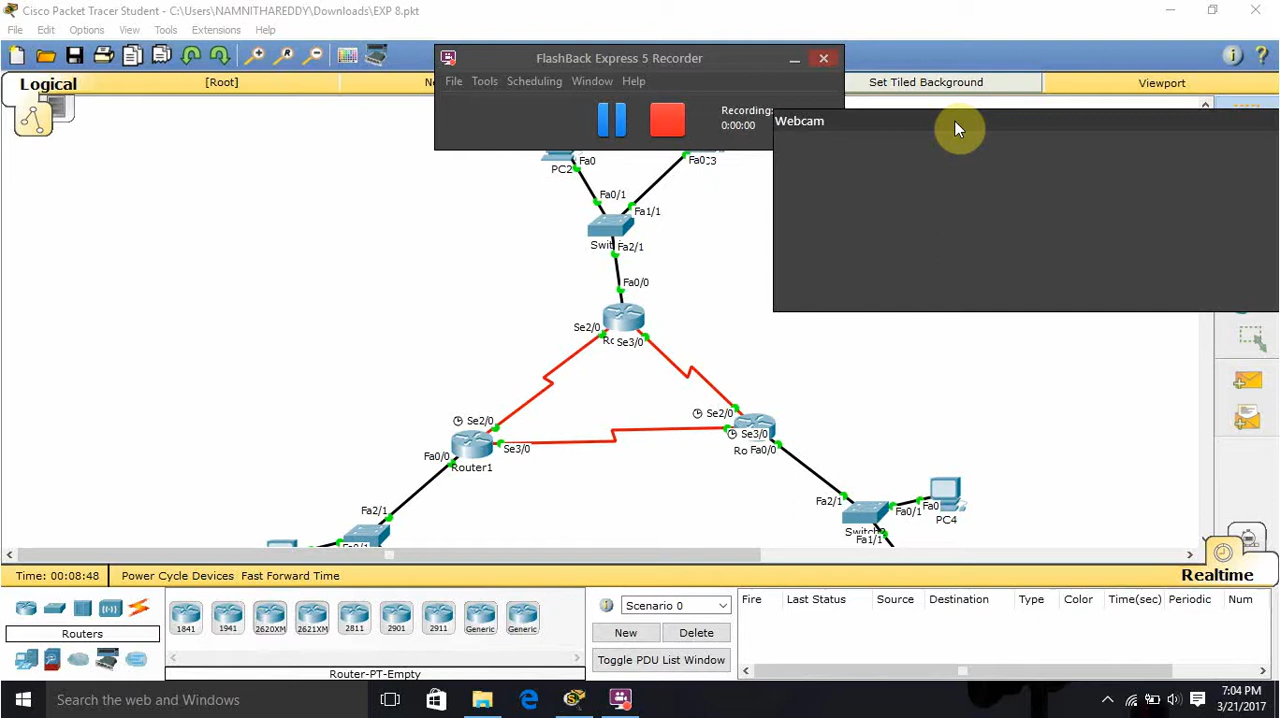 Cisco Packet Tracer Student - C:\Users\NAMNITHAREDDY\Downloads\EXP 8.pkt
File Edit Options View Tools Extensions Help
FlashBack Express 5 Recorder
File Tools Scheduling Window Help
Recording:
0:00:00
Webcam
Logical
[Root]
Set Tiled Background
Viewport
Fa0
PC2
Fa0
Fa0/1
Fa1/1
Fa2/1
Fa0/0
Se2/0
Se3/0
Se2/0
Se2/0
Se3/0
Fa0/0
Se3/0
Router1
Ro
Fa0/0
Fa2/1
Fa2/1
Fa0/1
Fa0
PC4
Fa1/1
Fa0/1
Time: 00:08:48 Power Cycle Devices Fast Forward Time
Realtime
Routers
1841 1941 2620XM 2621XM 2811 2901 2911 Generic Generic
Router-PT-Empty
Scenario 0
New Delete
Toggle PDU List Window
Fire Last Status Source Destination Type Color Time(sec) Periodic Num
Search the web and Windows
7:04 PM
3/21/2017